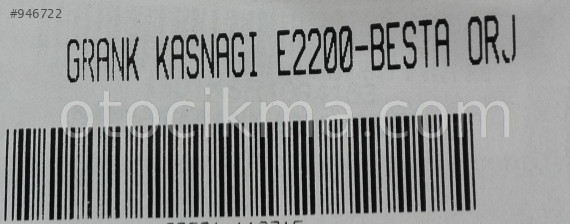 #946722
GRANK KASNAGI E2200-BESTA ORJ
otocikma.com